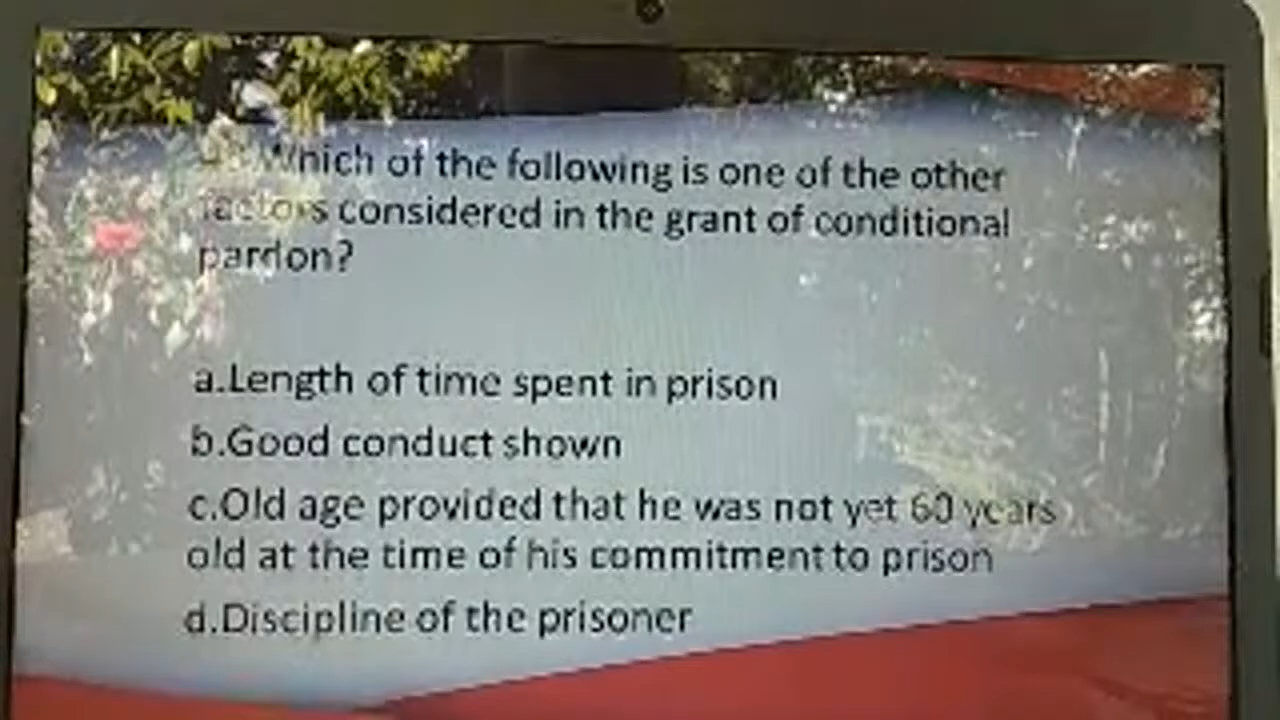 Which of the following is one of the other
factors considered in the grant of conditional
pardon?
a.Length of time spent in prison
b.Good conduct shown
c.Old age provided that he was not yet 60 years
old at the time of his commitment to prison
d.Discipline of the prisoner